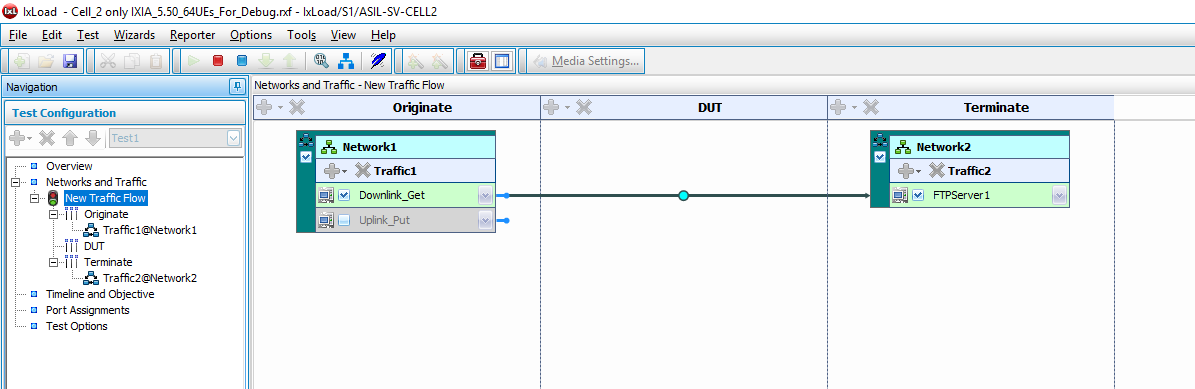 IxL IxLoad - Cell_2 only IXIA_5.50_64UEs_For_Debug.rxf - IxLoad/S1/ASIL-SV-CELL2
File Edit Test Wizards Reporter Options Tools View Help
Media Settings...
Navigation
Networks and Traffic - New Traffic Flow
Test Configuration
Originate DUT Terminate
Test1
Network1 Network2
Traffic1 Traffic2
Downlink_Get FTPServer1
Uplink_Put
Overview
Networks and Traffic
New Traffic Flow
Originate
Traffic1@Network1
DUT
Terminate
Traffic2@Network2
Timeline and Objective
Port Assignments
Test Options